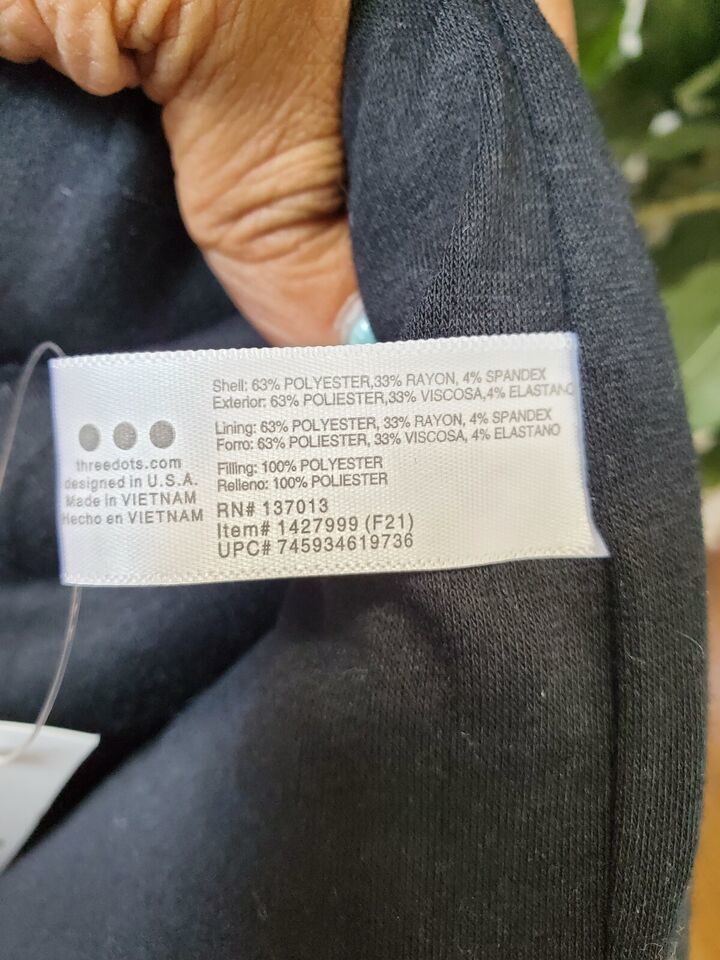 threedots.com
designed in U.S.A.
Made in VIETNAM
Hecho en VIETNAM
Shell: 63% POLYESTER,33% RAYON, 4% SPANDEX
Exterior: 63% POLIESTER,33% VISCOSA,4% ELASTANO
Lining: 63% POLYESTER, 33% RAYON, 4% SPANDEX
Forro: 63% POLIESTER, 33% VISCOSA, 4% ELASTANO
Filling: 100% POLYESTER
Relleno: 100% POLIESTER
RN# 137013
Item# 1427999 (F21)
UPC# 745934619736